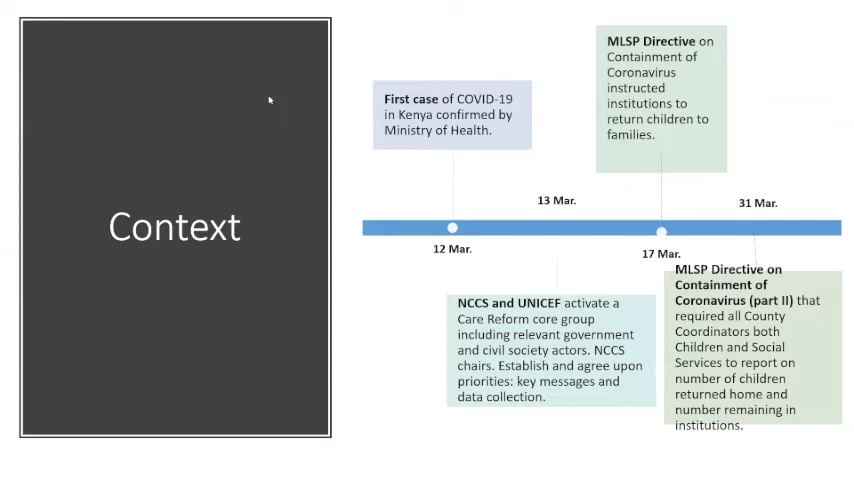 Context
First case of COVID-19
in Kenya confirmed by
Ministry of Health.
12 Mar.
13 Mar.
NCCS and UNICEF activate a
Care Reform core group
including relevant government
and civil society actors. NCCS
chairs. Establish and agree upon
priorities: key messages and
data collection.
MLSP Directive on
Containment of
Coronavirus
instructed
institutions to
return children to
families.
17 Mar.
31 Mar.
MLSP Directive on
Containment of
Coronavirus (part II) that
required all County
Coordinators both
Children and Social
Services to report on
number of children
returned home and
number remaining in
institutions.